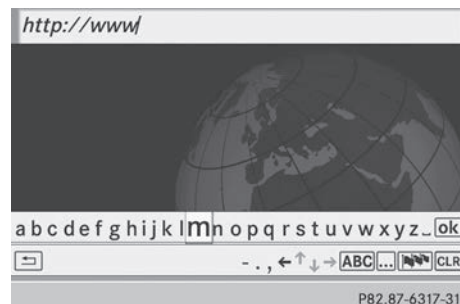 http://www
a b c d e f g h i j k l m n o p q r s t u v w x y z _ ok
- . , ← ↑ ↓ → ABC ... CLR
P82.87-6317-31